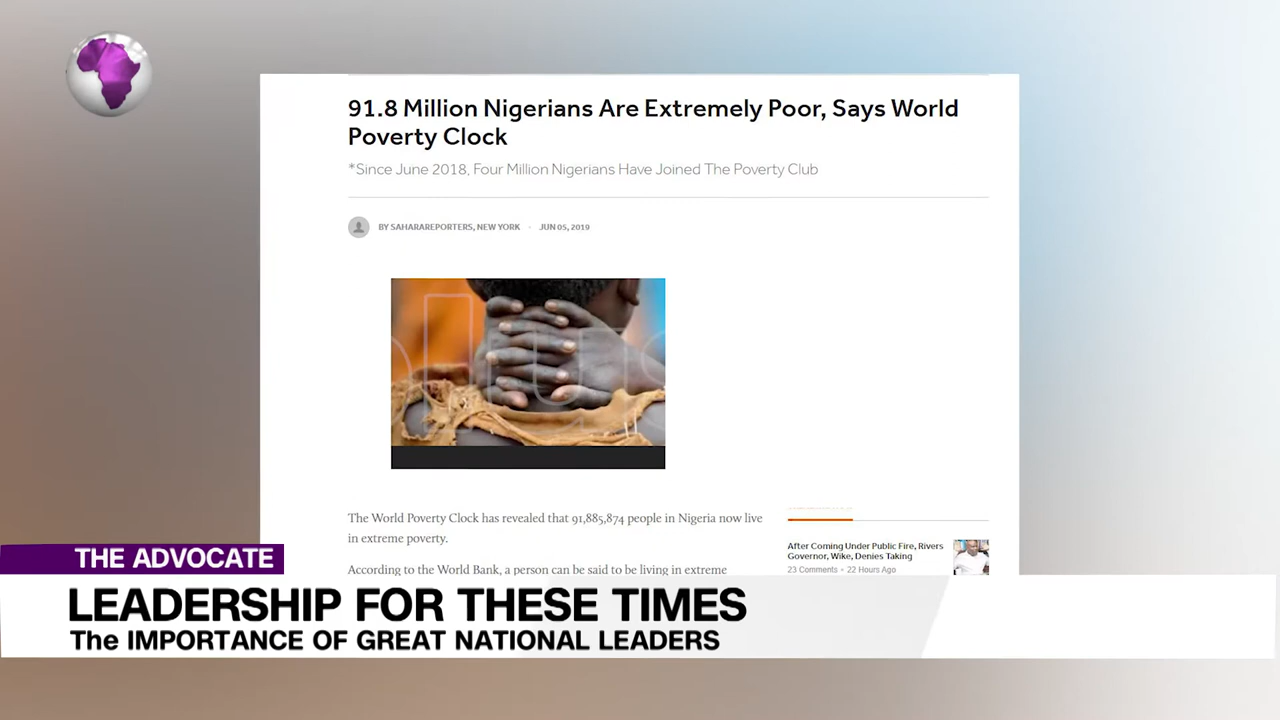 91.8 Million Nigerians Are Extremely Poor, Says World
Poverty Clock
*Since June 2018, Four Million Nigerians Have Joined The Poverty Club
BY SAHARAREPORTERS, NEW YORK · JUN 05, 2019
The World Poverty Clock has revealed that 91,885,874 people in Nigeria now live
in extreme poverty.
According to the World Bank, a person can be said to be living in extreme
After Coming Under Public Fire, Rivers
Governor, Wike, Denies Taking
23 Comments • 22 Hours Ago
THE ADVOCATE
LEADERSHIP FOR THESE TIMES
The IMPORTANCE OF GREAT NATIONAL LEADERS